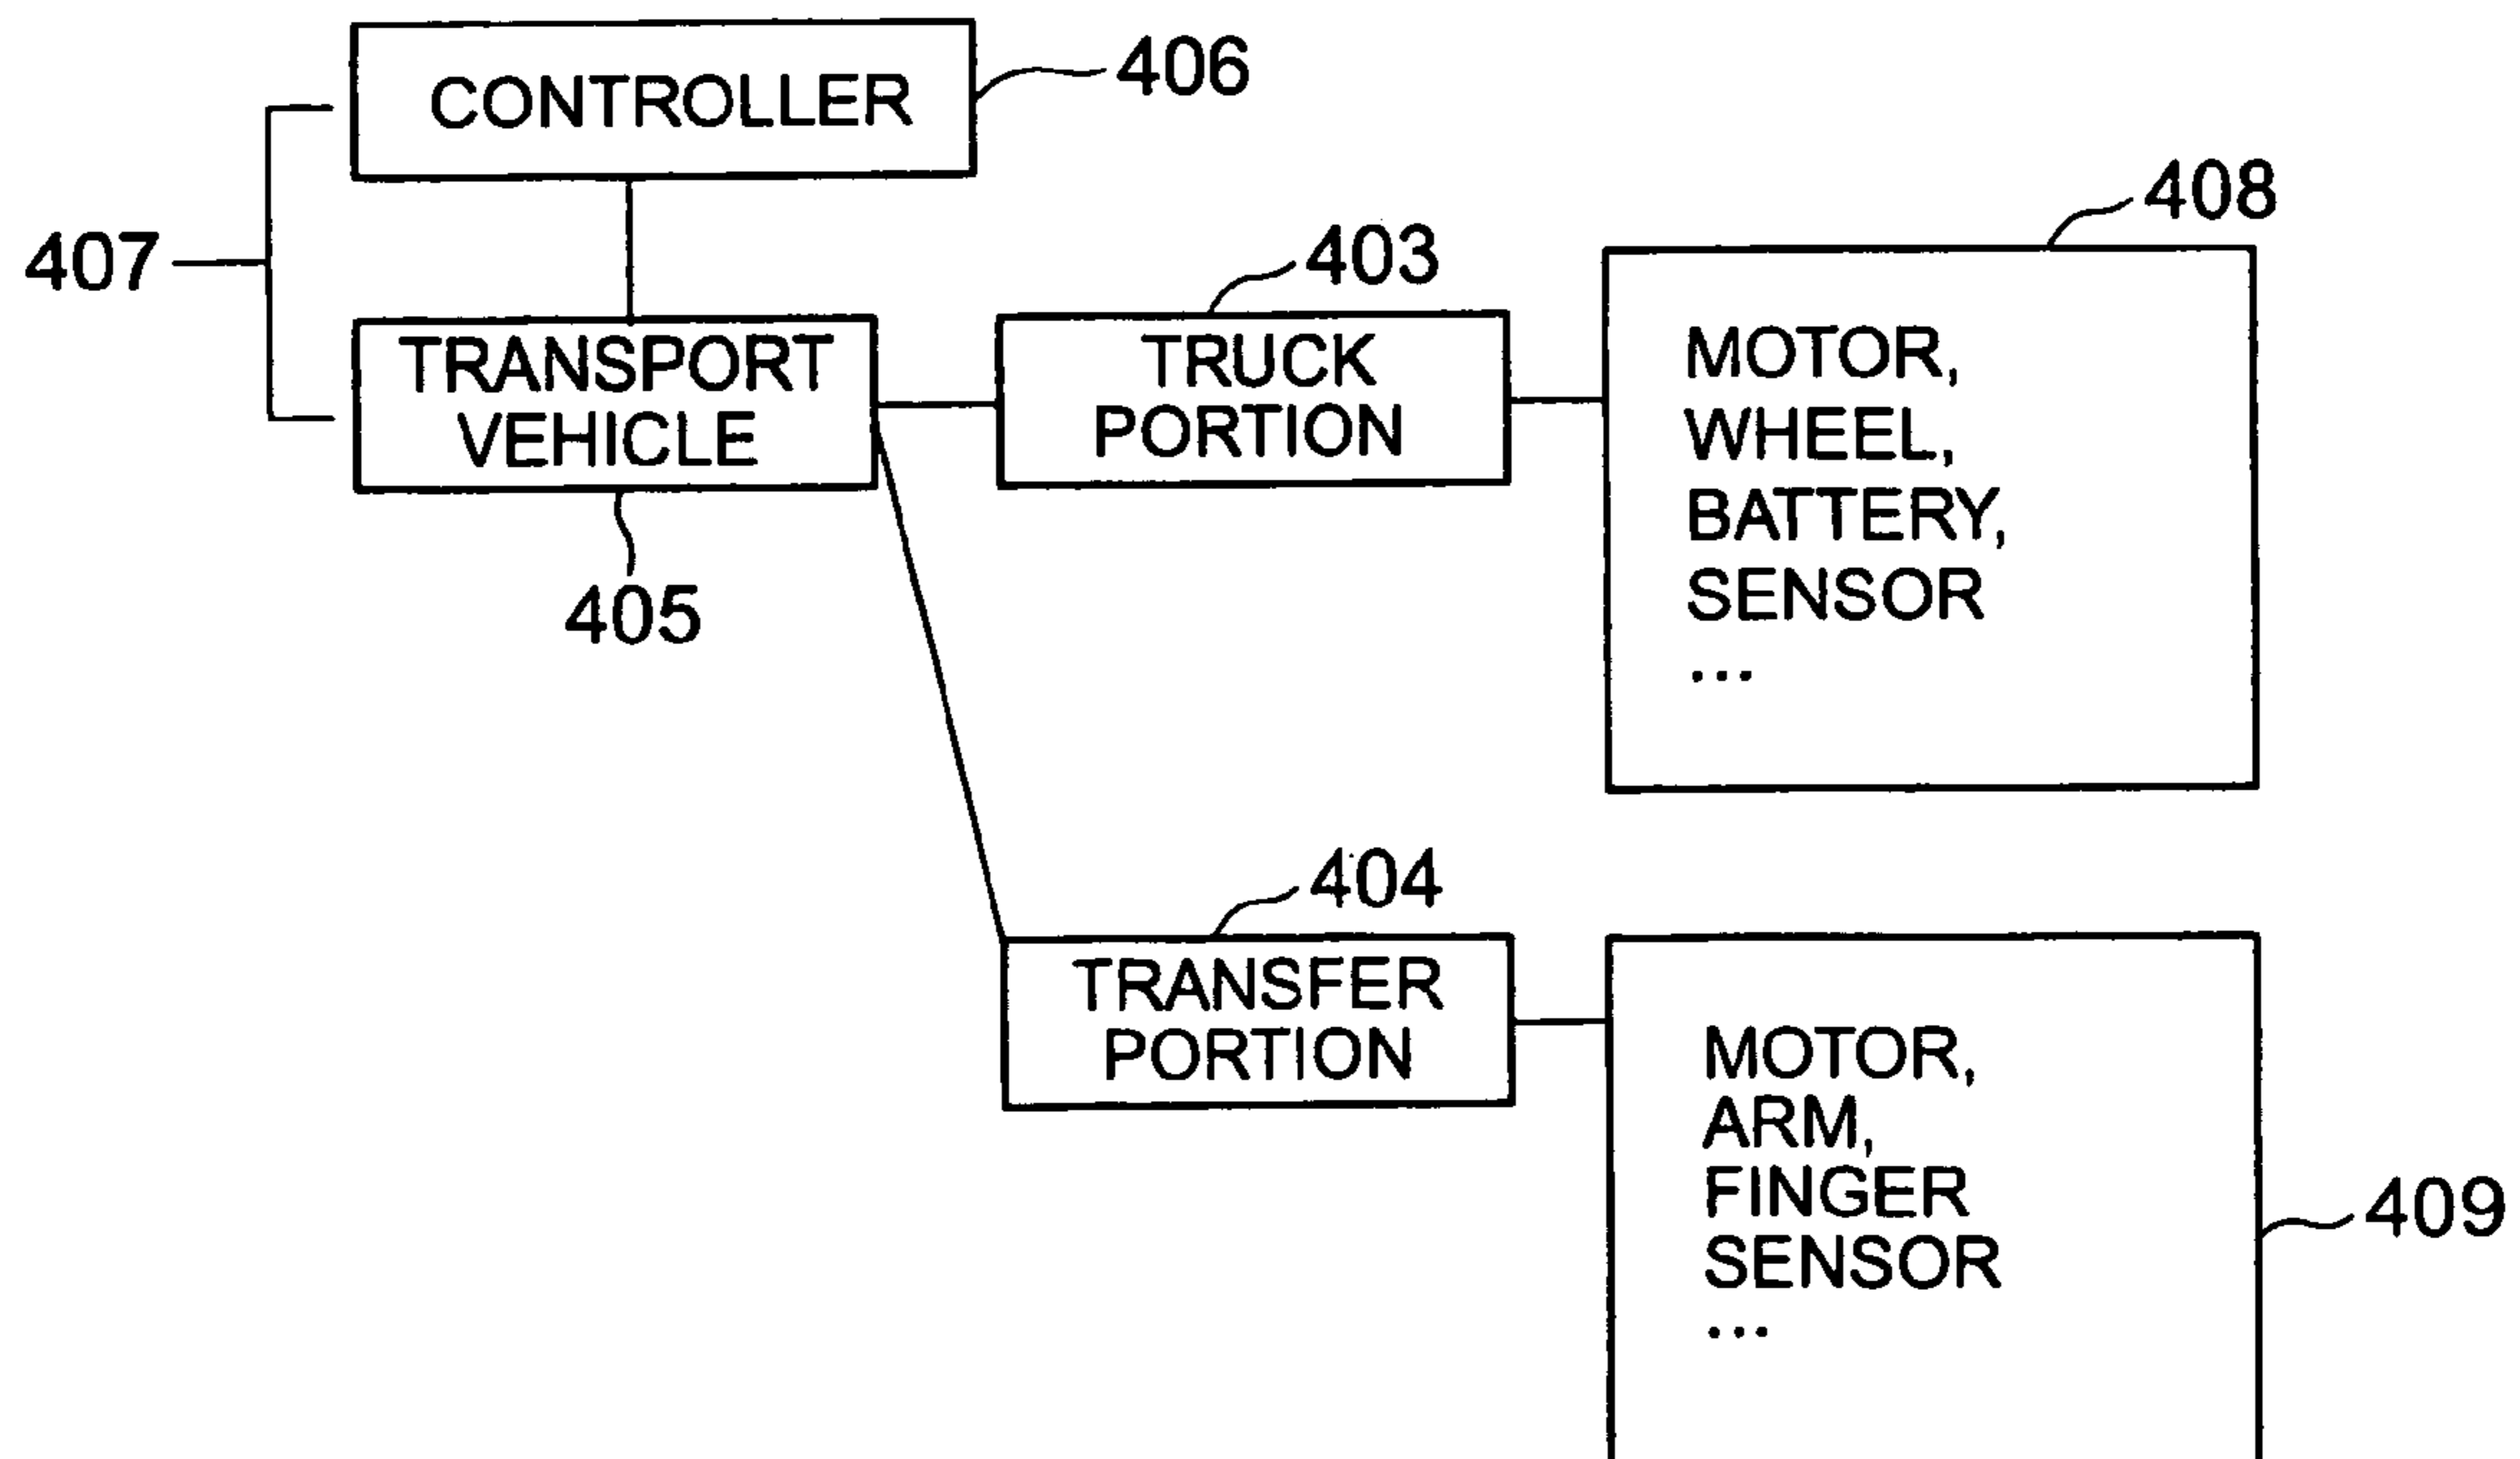 CONTROLLER
406
407
TRANSPORT
VEHICLE
405
403
TRUCK
PORTION
408
MOTOR,
WHEEL,
BATTERY,
SENSOR
...
404
TRANSFER
PORTION
MOTOR,
ARM,
FINGER
SENSOR
...
409